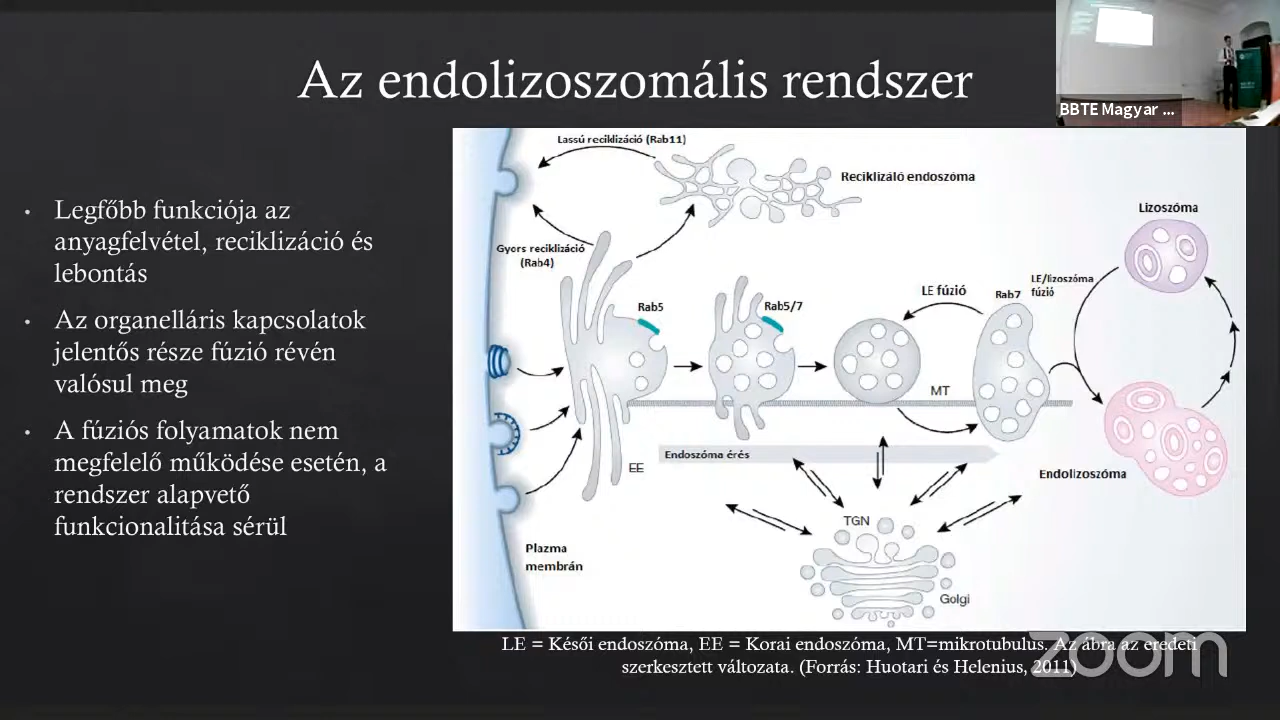 Az endolizoszomális rendszer
BBTE Magyar ...
Legfőbb funkciója az
anyagfelvétel, reciklizáció és
lebontás
Az organelláris kapcsolatok
jelentős része fúzió révén
valósul meg
A fúziós folyamatok nem
megfelelő működése esetén, a
rendszer alapvető
funkcionalitása sérül
Lassú reciklizáció (Rab11)
Reciklizáló endoszóma
Gyors reciklizáció
(Rab4)
Rab5
Rab5/7
LE fúzió
Rab7
LE/lizoszóma
fúzió
Lizoszóma
MT
EE
Endoszóma érés
Endolizoszóma
TGN
Golgi
Plazma
membrán
LE = Késői endoszóma, EE = Korai endoszóma, MT=mikrotubulus. Az ábra az eredeti
szerkesztett változata. (Forrás: Huotari és Helenius, 2011)
zoom